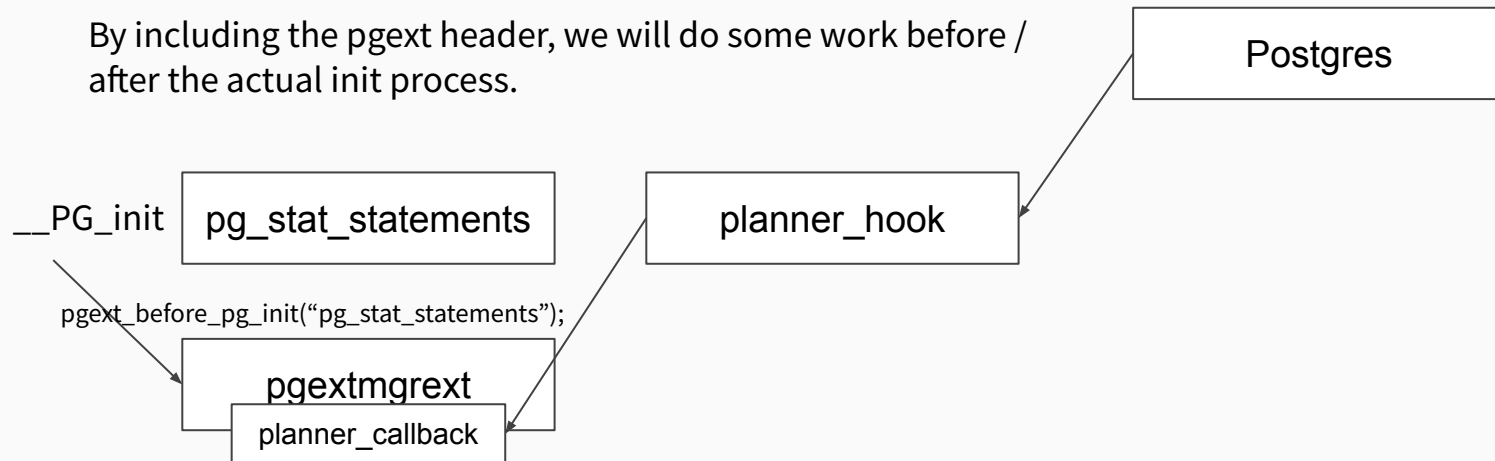 By including the pgext header, we will do some work before /
after the actual init process.
Postgres
__PG_init
pg_stat_statements
planner_hook
pgext_before_pg_init(“pg_stat_statements”);
pgextmgrext
planner_callback